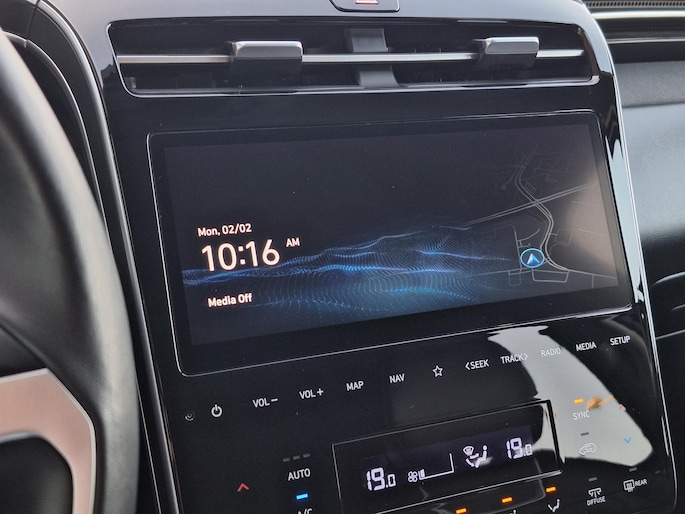 Mon, 02/02
10:16 AM
Media Off
VOL− VOL+ MAP NAV ☆ <SEEK TRACK> RADIO MEDIA SETUP
SYNC
AUTO 19.0 19.0
A/C DIFFUSE REAR